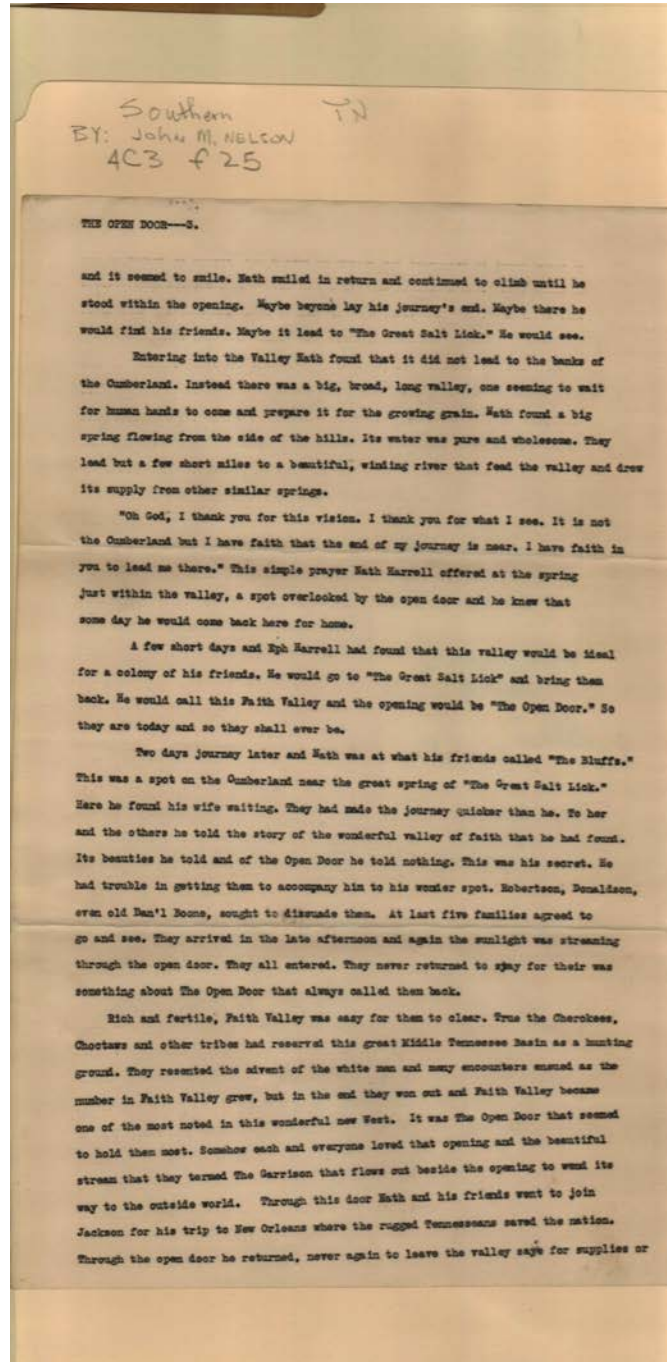 Southern TN
BY: John M. NELSON
4C3 f 25
THE OPEN DOOR---3.
and it seemed to smile. Nath smiled in return and continued to climb until he
stood within the opening. Maybe beyone lay his journey's end. Maybe there he
would find his friends. Maybe it lead to "The Great Salt Lick." He would see.
Entering into the Valley Nath found that it did not lead to the banks of
the Cumberland. Instead there was a big, broad, long valley, one seeming to wait
for human hands to come and prepare it for the growing grain. Nath found a big
spring flowing from the side of the hills. Its water was pure and wholesome. They
lead but a few short miles to a beautiful, winding river that feed the valley and drew
its supply from other similar springs.
"Oh God, I thank you for this vision. I thank you for what I see. It is not
the Cumberland but I have faith that the end of my journey is near. I have faith in
you to lead me there." This simple prayer Nath Harrell offered at the spring
just within the valley, a spot overlooked by the open door and he knew that
some day he would come back here for home.
A few short days and Eph Harrell had found that this valley would be ideal
for a colony of his friends. He would go to "The Great Salt Lick" and bring them
back. He would call this Faith Valley and the opening would be "The Open Door." So
they are today and so they shall ever be.
Two days journey later and Nath was at what his friends called "The Bluffs."
This was a spot on the Cumberland near the great spring of "The Great Salt Lick."
Here he found his wife waiting. They had made the journey quicker than he. To her
and the others he told the story of the wonderful valley of faith that he had found.
Its beauties he told and of the Open Door he told nothing. This was his secret. He
had trouble in getting them to accompany him to his wonder spot. Robertson, Donaldson,
even old Dan'l Boone, sought to dissuade them. At last five families agreed to
go and see. They arrived in the late afternoon and again the sunlight was streaming
through the open door. They all entered. They never returned to stay for their was
something about The Open Door that always called them back.
Rich and fertile, Faith Valley was easy for them to clear. True the Cherokees,
Choctaws and other tribes had reserved this great Middle Tennessee Basin as a hunting
ground. They resented the advent of the white man and many encounters ensued as the
number in Faith Valley grew, but in the end they won out and Faith Valley became
one of the most noted in this wonderful new West. It was The Open Door that seemed
to hold them most. Somehow each and everyone loved that opening and the beautiful
stream that they termed The Garrison that flows out beside the opening to wend its
way to the outside world. Through this door Nath and his friends went to join
Jackson for his trip to New Orleans where the rugged Tennesseans saved the nation.
Through the open door he returned, never again to leave the valley save for supplies or